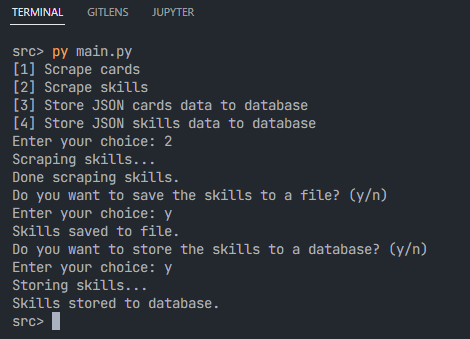 TERMINAL GITLENS JUPYTER
src> py main.py
[1] Scrape cards
[2] Scrape skills
[3] Store JSON cards data to database
[4] Store JSON skills data to database
Enter your choice: 2
Scraping skills...
Done scraping skills.
Do you want to save the skills to a file? (y/n)
Enter your choice: y
Skills saved to file.
Do you want to store the skills to a database? (y/n)
Enter your choice: y
Storing skills...
Skills stored to database.
src>